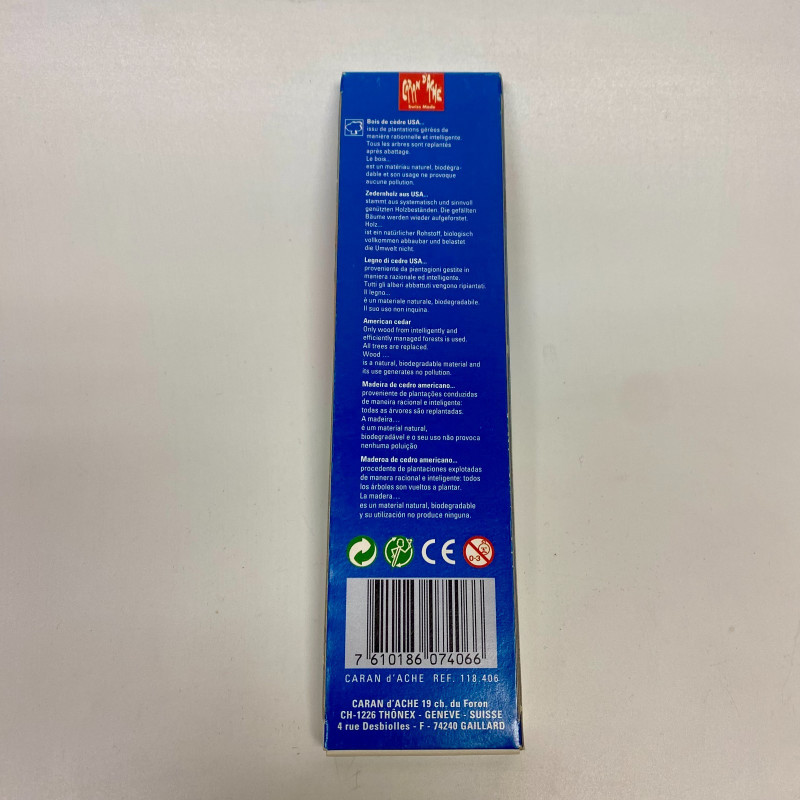 CARAN D'ACHE
Swiss Made
Bois de cèdre USA...
issu de plantations gérées de
manière rationnelle et intelligente.
Tous les arbres sont replantés
après abattage.
Le bois...
est un matériau naturel, biodégra-
dable et son usage ne provoque
aucune pollution.
Zedernholz aus USA...
stammt aus systematisch und sinnvoll
genützten Holzbeständen. Die gefällten
Bäume werden wieder aufgeforstet.
Holz...
ist ein natürlicher Rohstoff, biologisch
vollkommen abbaubar und belastet
die Umwelt nicht.
Legno di cedro USA...
proveniente da piantagioni gestite in
maniera razionale ed intelligente.
Tutti gli alberi abbattuti vengono ripiantati.
Il legno...
é un materiale naturale, biodegradabile.
Il suo uso non inquina.
American cedar
Only wood from intelligently and
efficiently managed forests is used.
All trees are replaced.
Wood ....
is a natural, biodegradable material and
its use generates no pollution.
Madeira de cedro americano...
proveniente de plantações conduzidas
de maneira racional e inteligente:
todas as árvores são replantadas.
A madeira...
é um material natural,
biodegradável e o seu uso não provoca
nenhuma poluição
Maderoa de cedro americano...
procedente de plantaciones explotadas
de manera racional e inteligente: todos
los árboles son vueltos a plantar.
La madera...
es un material natural, biodegradable
y su utilización no produce ninguna.
CE
0-3
7 610186 074066
CARAN d'ACHE REF. 118.406
CARAN d'ACHE 19 ch. du Foron
CH-1226 THÔNEX - GENEVE - SUISSE
4 rue Desbiolles - F - 74240 GAILLARD